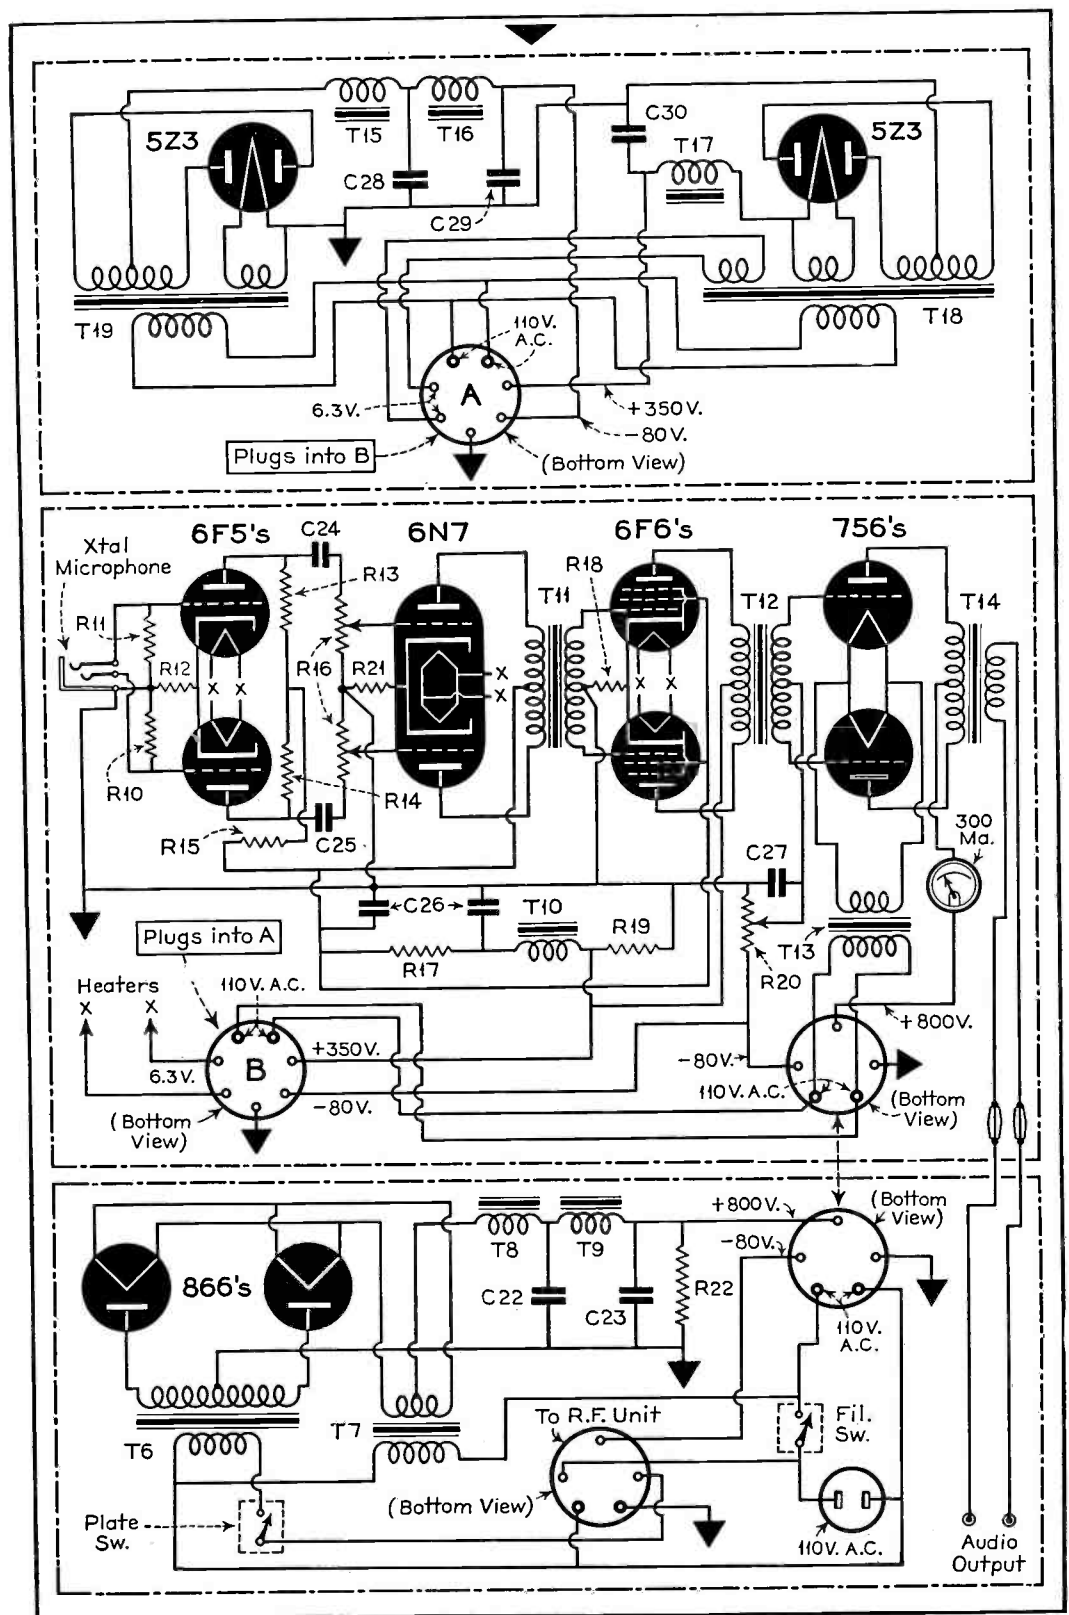 T15
T16
C30
5Z3
T17
5Z3
C28
C29
T19
T18
110V.
A.C.
A
6.3V.
+350V.
-80V.
Plugs into B
(Bottom View)
6F5's
C24
6N7
6F6's
756's
Xtal
Microphone
R13
R18
T11
T12
T14
R11
R12
R16
R21
X X
X
X
X X
R10
R14
R15
C25
300
Ma.
C27
C26
T10
Plugs into A
R19
T13
R17
R20
Heaters
X X
110V. A.C.
+800V.
+350V.
6.3V.
B
-80V.
110V. A.C.
-80V.
(Bottom
View)
(Bottom
View)
+800V.
(Bottom
View)
T8
T9
-80V.
866's
C22
C23
R22
110V.
A.C.
T6
T7
To R.F. Unit
Fil.
Sw.
(Bottom View)
Plate
Sw.
110V. A.C.
Audio
Output